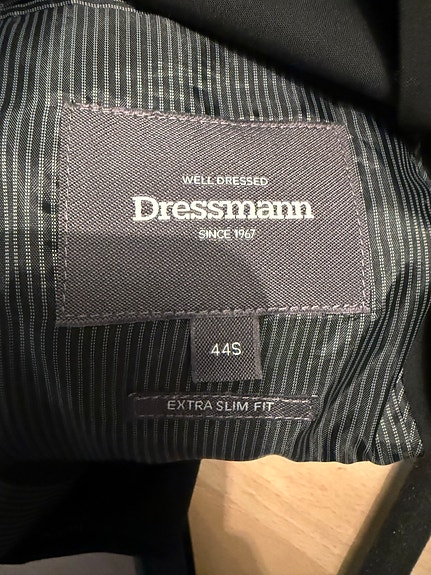 WELL DRESSED
Dressmann
SINCE 1967
44S
EXTRA SLIM FIT